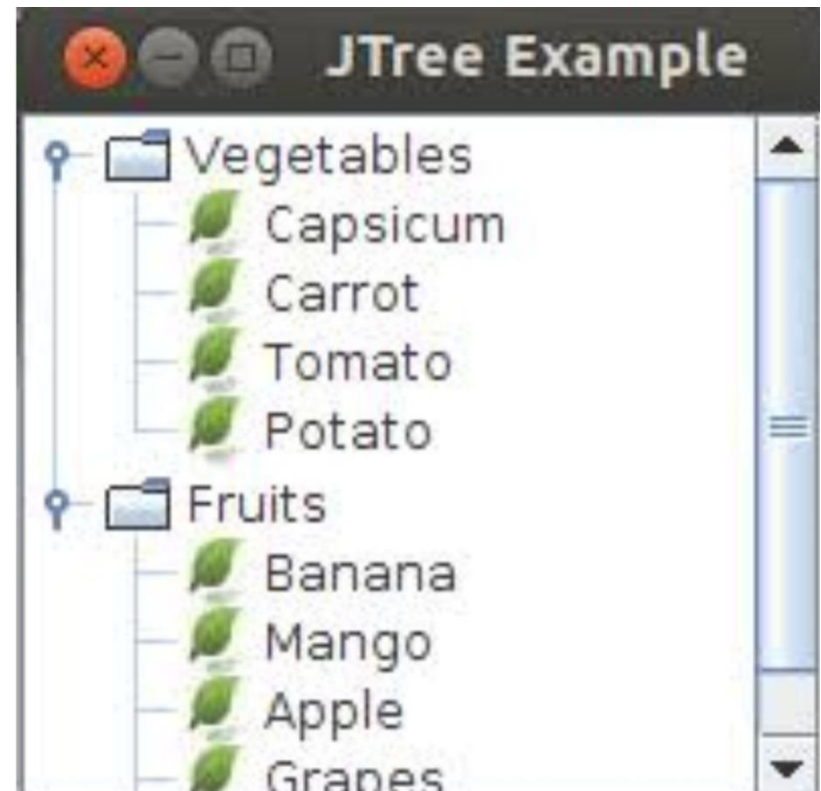 JTree Example
Vegetables
Capsicum
Carrot
Tomato
Potato
Fruits
Banana
Mango
Apple
Grapes